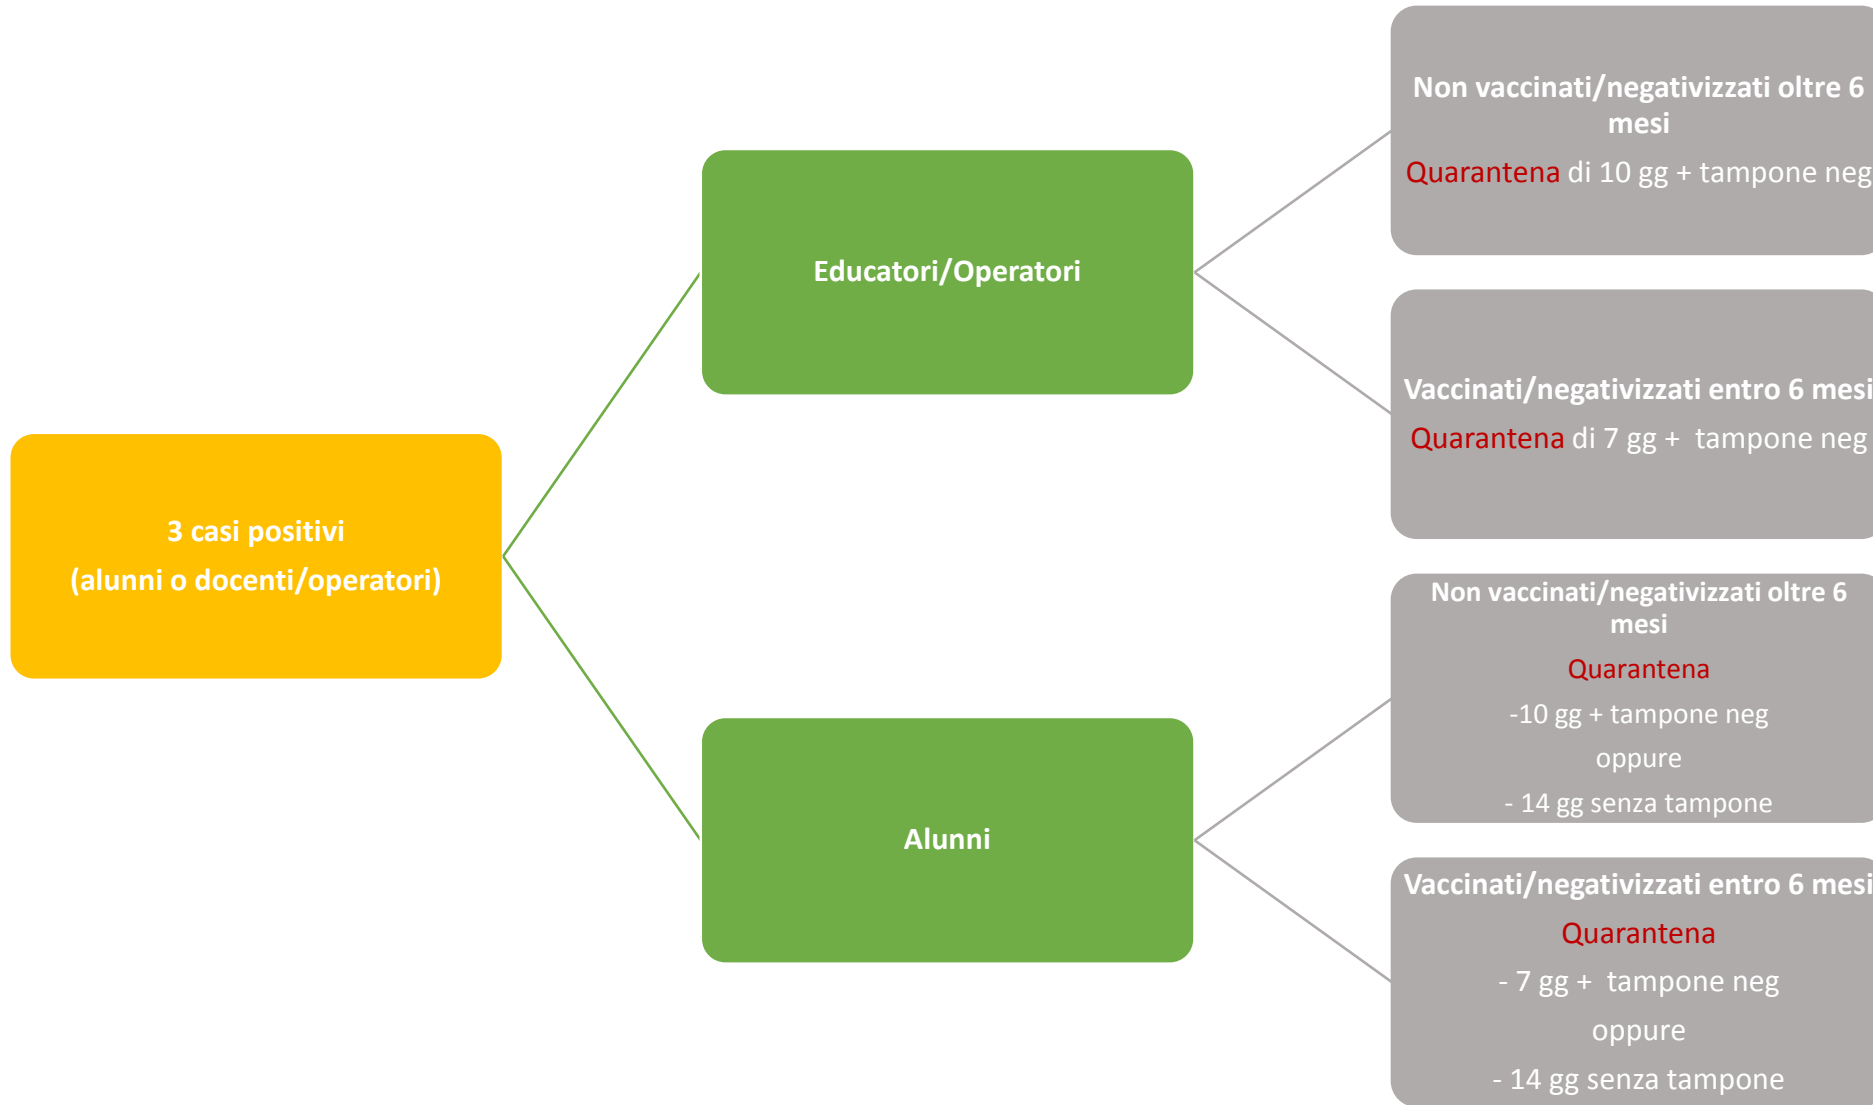 3 casi positivi
(alunni o docenti/operatori)
Educatori/Operatori
Non vaccinati/negativizzati oltre 6
mesi
Quarantena di 10 gg + tampone neg
Vaccinati/negativizzati entro 6 mesi
Quarantena di 7 gg + tampone neg
Alunni
Non vaccinati/negativizzati oltre 6
mesi
Quarantena
-10 gg + tampone neg
oppure
- 14 gg senza tampone
Vaccinati/negativizzati entro 6 mesi
Quarantena
- 7 gg + tampone neg
oppure
- 14 gg senza tampone